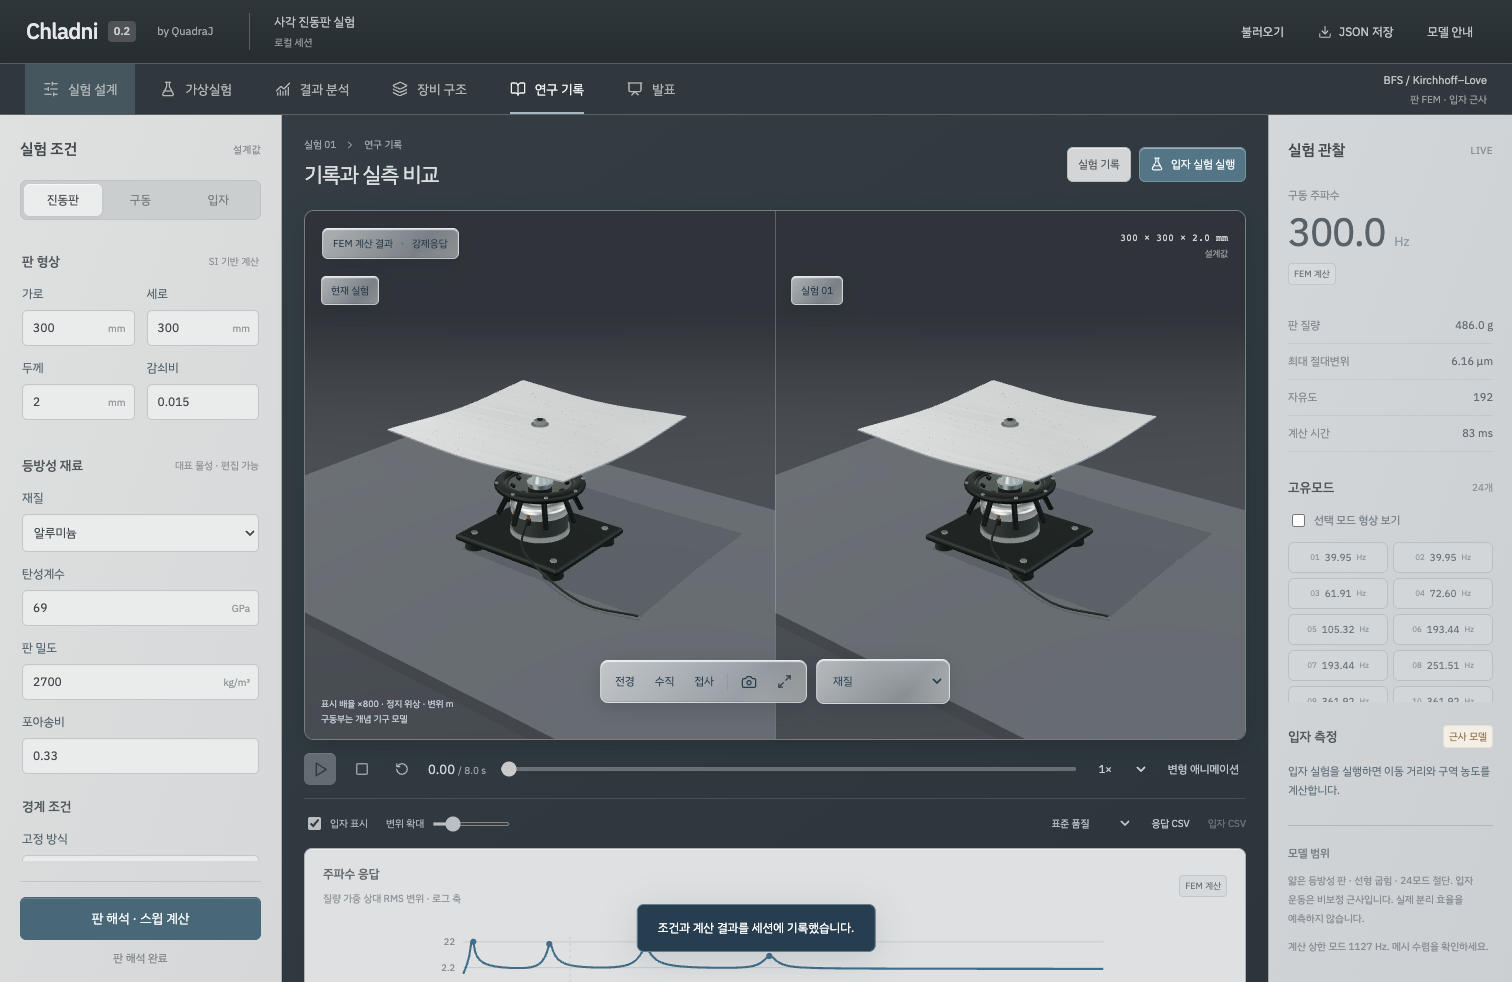 Chladni 0.2 by QuadraJ
사각 진동판 실험
로컬 세션
불러오기
JSON 저장
모델 안내
실험 설계
가상실험
결과 분석
장비 구조
연구 기록
발표
BFS / Kirchhoff–Love
판 FEM · 입자 근사
실험 조건
설계값
진동판
구동
입자
판 형상
SI 기반 계산
가로
세로
300 mm
300 mm
두께
감쇠비
2 mm
0.015
등방성 재료
대표 물성 · 편집 가능
재질
알루미늄
탄성계수
69 GPa
판 밀도
2700 kg/m³
포아송비
0.33
경계 조건
고정 방식
판 해석 · 스윕 계산
판 해석 완료
실험 01 > 연구 기록
기록과 실측 비교
실험 기록
입자 실험 실행
FEM 계산 결과 · 강제응답
현재 실험
300 × 300 × 2.0 mm
설계값
실험 01
전경
수직
접사
재질
표시 배율 ×800 · 정지 위상 · 변위 m
구동부는 개념 기구 모델
0.00 / 8.0 s
1×
변형 애니메이션
입자 표시
변위 확대
표준 품질
응답 CSV
입자 CSV
주파수 응답
질량 가중 상대 RMS 변위 · 로그 축
FEM 계산
22
2.2
조건과 계산 결과를 세션에 기록했습니다.
실험 관찰
LIVE
구동 주파수
300.0 Hz
FEM 계산
판 질량 486.0 g
최대 절대변위 6.16 µm
자유도 192
계산 시간 83 ms
고유모드 24개
선택 모드 형상 보기
01 39.95 Hz
02 39.95 Hz
03 61.91 Hz
04 72.60 Hz
05 105.32 Hz
06 193.44 Hz
07 193.44 Hz
08 251.51 Hz
09 361.92 Hz
10 361.92 Hz
입자 측정
근사 모델
입자 실험을 실행하면 이동 거리와 구역 농도를
계산합니다.
모델 범위
얇은 등방성 판 · 선형 굽힘 · 24모드 절단. 입자
운동은 비보정 근사입니다. 실제 분리 효율을
예측하지 않습니다.
계산 상한 모드 1127 Hz. 메시 수렴을 확인하세요.